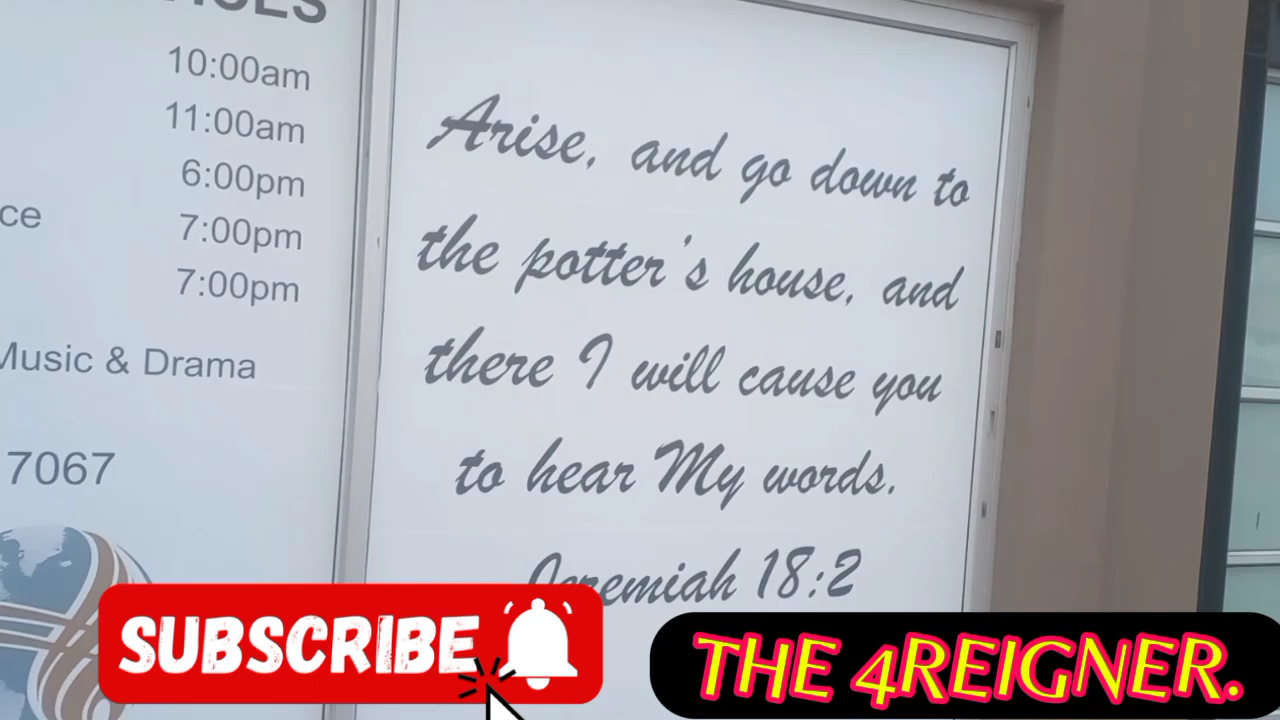 10:00am
11:00am
6:00pm
ce 7:00pm
7:00pm
Music & Drama
7067
Arise, and go down to
the potter's house, and
there I will cause you
to hear My words.
Jeremiah 18:2
SUBSCRIBE
THE 4REIGNER.